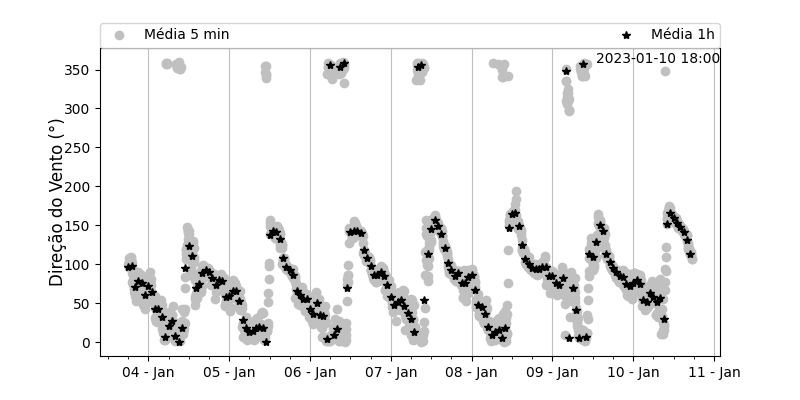 Média 5 min
Média 1h
2023-01-10 18:00
Direção do Vento (°)
350
300
250
200
150
100
50
0
04 - Jan
05 - Jan
06 - Jan
07 - Jan
08 - Jan
09 - Jan
10 - Jan
11 - Jan